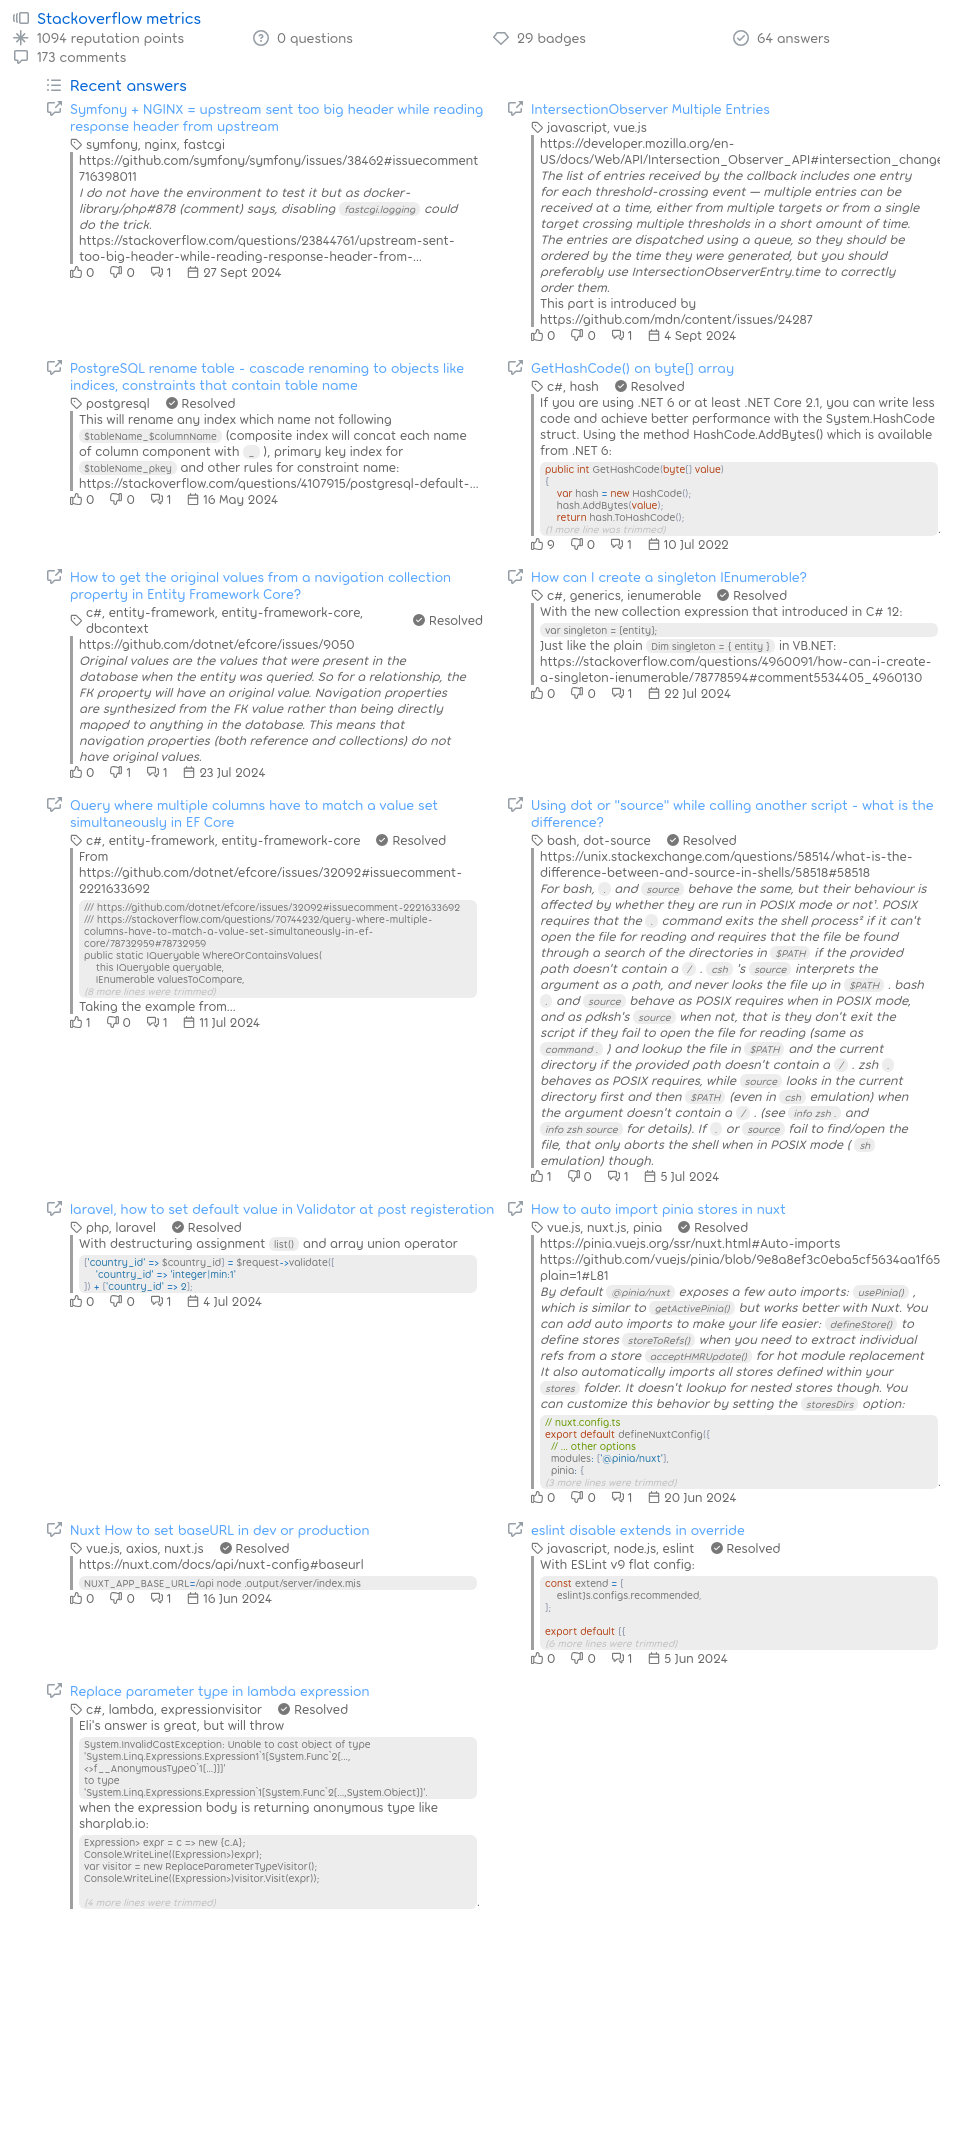 Stackoverflow metrics
1094 reputation points
0 questions
29 badges
64 answers
173 comments
Recent answers
Symfony + NGINX = upstream sent too big header while reading
response header from upstream
symfony, nginx, fastcgi
https://github.com/symfony/symfony/issues/38462#issuecomment
716398011
I do not have the environment to test it but as docker-
library/php#878 (comment) says, disabling fastcgi.logging could
do the trick.
https://stackoverflow.com/questions/23844761/upstream-sent-
too-big-header-while-reading-response-header-from-...
0 0 1 27 Sept 2024
IntersectionObserver Multiple Entries
javascript, vue.js
https://developer.mozilla.org/en-
US/docs/Web/API/Intersection_Observer_API#intersection_change
The list of entries received by the callback includes one entry
for each threshold-crossing event — multiple entries can be
received at a time, either from multiple targets or from a single
target crossing multiple thresholds in a short amount of time.
The entries are dispatched using a queue, so they should be
ordered by the time they were generated, but you should
preferably use IntersectionObserverEntry.time to correctly
order them.
This part is introduced by
https://github.com/mdn/content/issues/24287
0 0 1 4 Sept 2024
PostgreSQL rename table - cascade renaming to objects like
indices, constraints that contain table name
postgresql Resolved
This will rename any index which name not following
$tableName_$columnName (composite index will concat each name
of column component with _ ), primary key index for
$tableName_pkey and other rules for constraint name:
https://stackoverflow.com/questions/4107915/postgresql-default-...
0 0 1 16 May 2024
GetHashCode() on byte[] array
c#, hash Resolved
If you are using .NET 6 or at least .NET Core 2.1, you can write less
code and achieve better performance with the System.HashCode
struct. Using the method HashCode.AddBytes() which is available
from .NET 6:
public int GetHashCode(byte[] value)
{
var hash = new HashCode();
hash.AddBytes(value);
return hash.ToHashCode();
(1 more line was trimmed)
.
9 0 1 10 Jul 2022
How to get the original values from a navigation collection
property in Entity Framework Core?
c#, entity-framework, entity-framework-core,
dbcontext
Resolved
https://github.com/dotnet/efcore/issues/9050
Original values are the values that were present in the
database when the entity was queried. So for a relationship, the
FK property will have an original value. Navigation properties
are synthesized from the FK value rather than being directly
mapped to anything in the database. This means that
navigation properties (both reference and collections) do not
have original values.
0 1 1 23 Jul 2024
How can I create a singleton IEnumerable?
c#, generics, ienumerable Resolved
With the new collection expression that introduced in C# 12:
var singleton = [entity];
Just like the plain Dim singleton = { entity } in VB.NET:
https://stackoverflow.com/questions/4960091/how-can-i-create-
a-singleton-ienumerable/78778594#comment5534405_4960130
0 0 1 22 Jul 2024
Query where multiple columns have to match a value set
simultaneously in EF Core
c#, entity-framework, entity-framework-core Resolved
From
https://github.com/dotnet/efcore/issues/32092#issuecomment-
2221633692
/// https://github.com/dotnet/efcore/issues/32092#issuecomment-2221633692
/// https://stackoverflow.com/questions/70744232/query-where-multiple-
columns-have-to-match-a-value-set-simultaneously-in-ef-
core/78732959#78732959
public static IQueryable WhereOrContainsValues(
this IQueryable queryable,
IEnumerable valuesToCompare,
(8 more lines were trimmed)
Taking the example from...
1 0 1 11 Jul 2024
Using dot or "source" while calling another script - what is the
difference?
bash, dot-source Resolved
https://unix.stackexchange.com/questions/58514/what-is-the-
difference-between-and-source-in-shells/58518#58518
For bash, . and source behave the same, but their behaviour is
affected by whether they are run in POSIX mode or not¹. POSIX
requires that the . command exits the shell process² if it can't
open the file for reading and requires that the file be found
through a search of the directories in $PATH if the provided
path doesn't contain a / . csh 's source interprets the
argument as a path, and never looks the file up in $PATH . bash
. and source behave as POSIX requires when in POSIX mode,
and as pdksh's source when not, that is they don't exit the
script if they fail to open the file for reading (same as
command . ) and lookup the file in $PATH and the current
directory if the provided path doesn't contain a / . zsh .
behaves as POSIX requires, while source looks in the current
directory first and then $PATH (even in csh emulation) when
the argument doesn't contain a / . (see info zsh . and
info zsh source for details). If . or source fail to find/open the
file, that only aborts the shell when in POSIX mode ( sh
emulation) though.
1 0 1 5 Jul 2024
laravel, how to set default value in Validator at post registeration
php, laravel Resolved
With destructuring assignment list() and array union operator
['country_id' => $country_id] = $request->validate([
'country_id' => 'integer|min:1'
]) + ['country_id' => 2];
0 0 1 4 Jul 2024
How to auto import pinia stores in nuxt
vue.js, nuxt.js, pinia Resolved
https://pinia.vuejs.org/ssr/nuxt.html#Auto-imports
https://github.com/vuejs/pinia/blob/9e8a8ef3c0eba5cf5634aa1f65
plain=1#L81
By default @pinia/nuxt exposes a few auto imports: usePinia() ,
which is similar to getActivePinia() but works better with Nuxt. You
can add auto imports to make your life easier: defineStore() to
define stores storeToRefs() when you need to extract individual
refs from a store acceptHMRUpdate() for hot module replacement
It also automatically imports all stores defined within your
stores folder. It doesn't lookup for nested stores though. You
can customize this behavior by setting the storesDirs option:
// nuxt.config.ts
export default defineNuxtConfig({
// ... other options
modules: ['@pinia/nuxt'],
pinia: {
(3 more lines were trimmed)
.
0 0 1 20 Jun 2024
Nuxt How to set baseURL in dev or production
vue.js, axios, nuxt.js Resolved
https://nuxt.com/docs/api/nuxt-config#baseurl
NUXT_APP_BASE_URL=/api node .output/server/index.mjs
0 0 1 16 Jun 2024
eslint disable extends in override
javascript, node.js, eslint Resolved
With ESLint v9 flat config:
const extend = [
eslintJs.configs.recommended,
];
export default [{
(6 more lines were trimmed)
0 0 1 5 Jun 2024
Replace parameter type in lambda expression
c#, lambda, expressionvisitor Resolved
Eli's answer is great, but will throw
System.InvalidCastException: Unable to cast object of type
'System.Linq.Expressions.Expression1`1[System.Func`2[...,
<>f__AnonymousType0`1[...]]]'
to type
'System.Linq.Expressions.Expression`1[System.Func`2[...,System.Object]]'.
when the expression body is returning anonymous type like
sharplab.io:
Expression> expr = c => new {c.A};
Console.WriteLine((Expression>)expr);
var visitor = new ReplaceParameterTypeVisitor();
Console.WriteLine((Expression>)visitor.Visit(expr));
(4 more lines were trimmed)
.